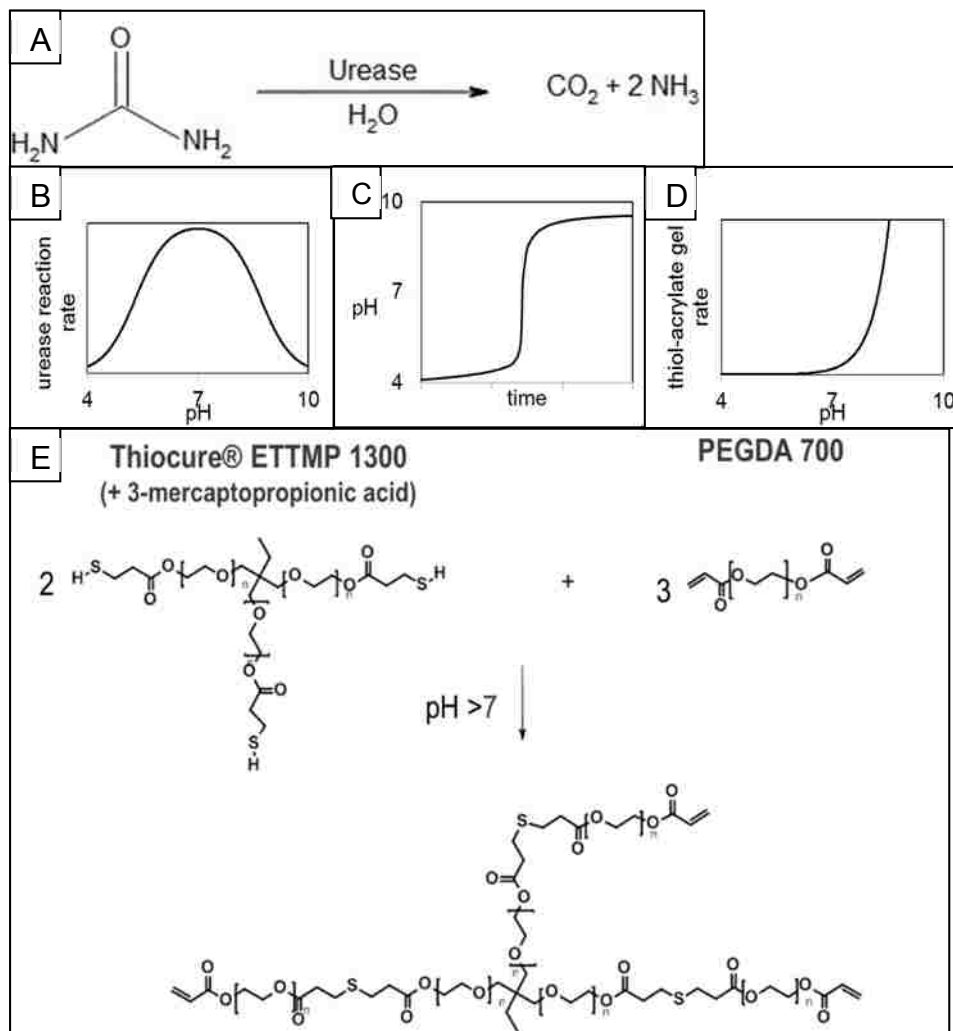 A
O
H₂N
NH₂
Urease
H₂O
CO₂ + 2 NH₃
B
urease reaction
rate
4
7
10
pH
C
10
7
4
pH
time
D
thiol-acrylate gel
rate
4
7
10
pH
E
Thiocure® ETTMP 1300
(+ 3-mercaptopropionic acid)
PEGDA 700
2
H
S
O
O
O
n
O
n
O
O
S
H
+
3
O
O
n
O
O
O
O
n
O
O
S
H
pH >7
O
S
O
n
O
O
O
O
O
n
O
O
n
O
O
S
O
O
n
O
O
n
O
O
S
O
O
n
O
O